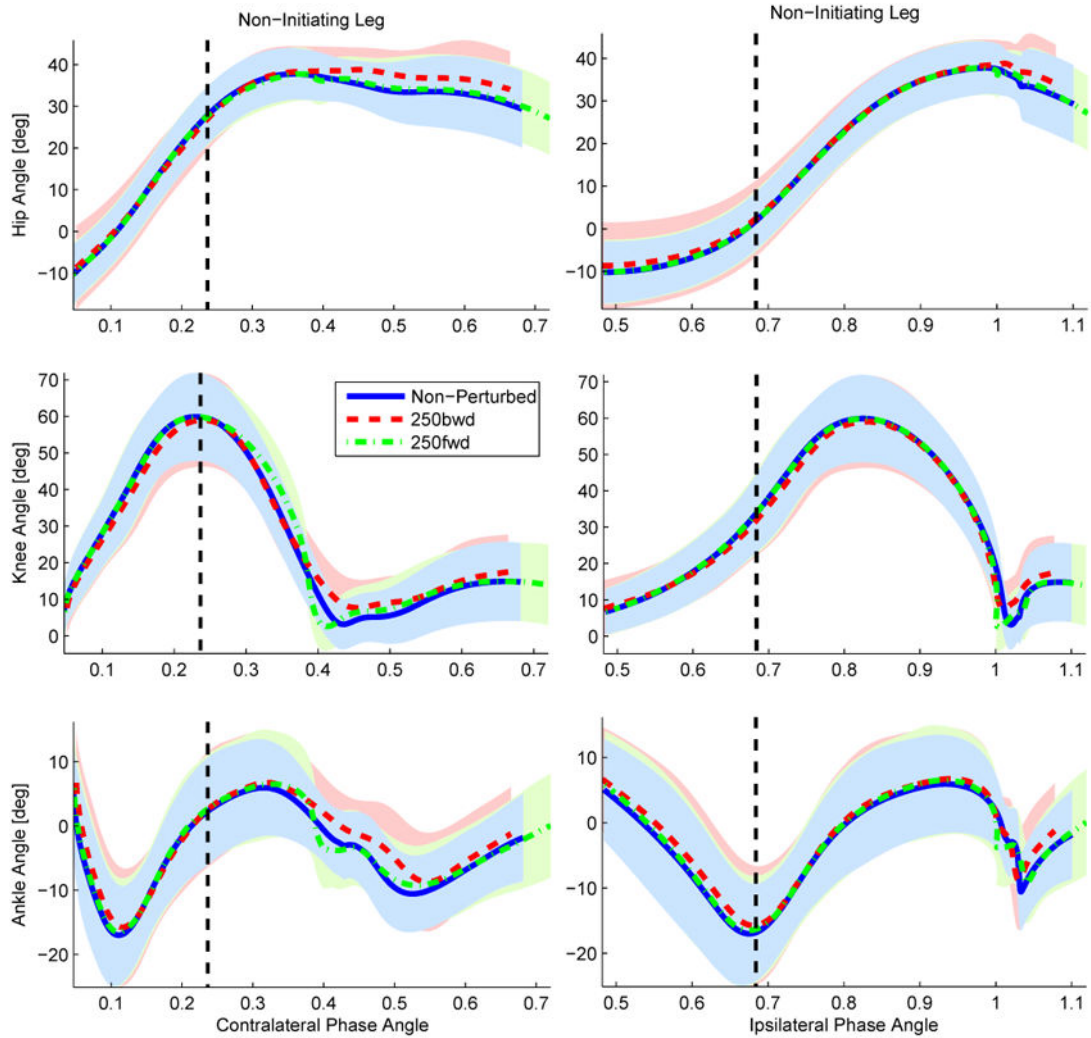 Non−Initiating Leg
Non−Initiating Leg
Hip Angle [deg]
40
30
20
10
0
−10
0.1 0.2 0.3 0.4 0.5 0.6 0.7
40
30
20
10
0
−10
0.5 0.6 0.7 0.8 0.9 1 1.1
Knee Angle [deg]
70
60
50
40
30
20
10
0
Non−Perturbed
250bwd
250fwd
0.1 0.2 0.3 0.4 0.5 0.6 0.7
70
60
50
40
30
20
10
0
0.5 0.6 0.7 0.8 0.9 1 1.1
Ankle Angle [deg]
10
0
−10
−20
0.1 0.2 0.3 0.4 0.5 0.6 0.7
Contralateral Phase Angle
10
0
−10
−20
0.5 0.6 0.7 0.8 0.9 1 1.1
Ipsilateral Phase Angle